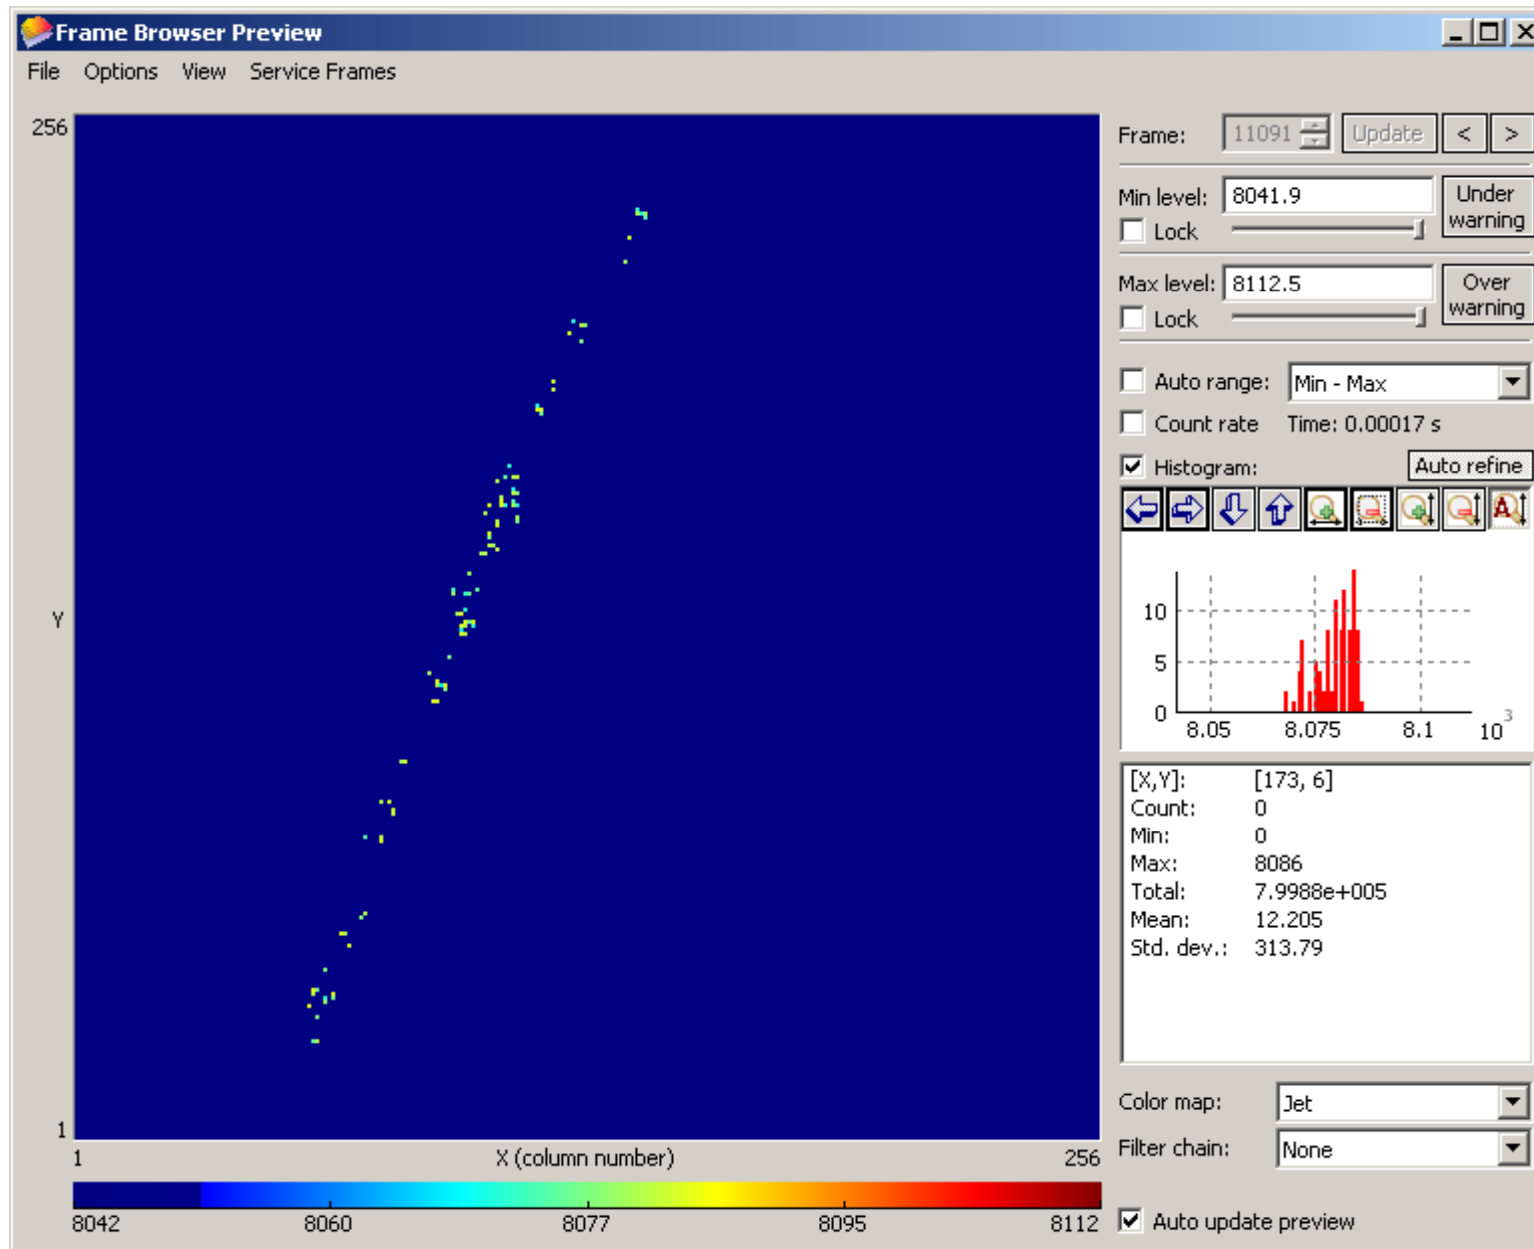 Frame Browser Preview
File Options View Service Frames
256
Y
1
1 X (column number) 256
8042 8060 8077 8095 8112
Frame: 11091 Update < >
Min level: 8041.9 Under warning
Lock
Max level: 8112.5 Over warning
Lock
Auto range: Min - Max
Count rate Time: 0.00017 s
Histogram: Auto refine
A
10
5
0
8.05 8.075 8.1 10 3
[X,Y]: [173, 6]
Count: 0
Min: 0
Max: 8086
Total: 7.9988e+005
Mean: 12.205
Std. dev.: 313.79
Color map: Jet
Filter chain: None
Auto update preview